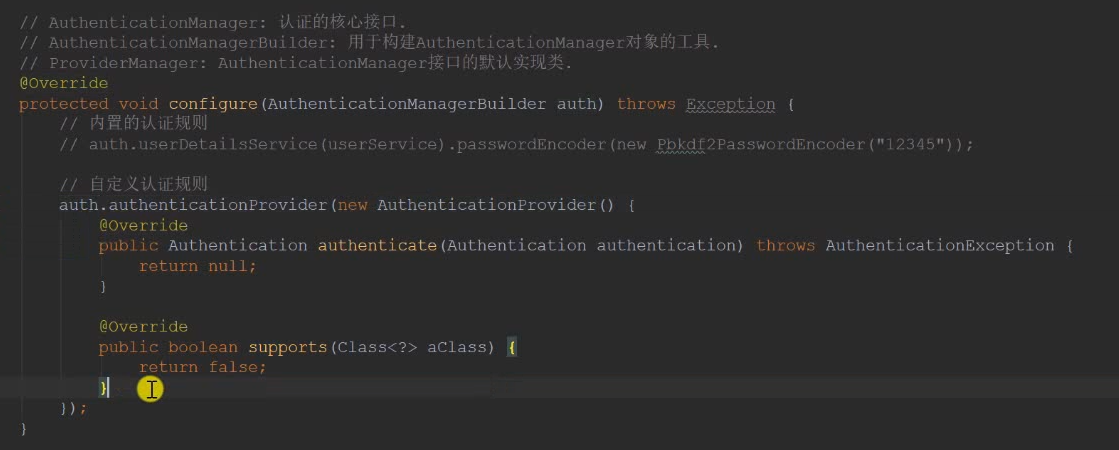 // AuthenticationManager: 认证的核心接口.
// AuthenticationManagerBuilder: 用于构建AuthenticationManager对象的工具.
// ProviderManager: AuthenticationManager接口的默认实现类.
@Override
protected void configure(AuthenticationManagerBuilder auth) throws Exception {
// 内置的认证规则
// auth.userDetailsService(userService).passwordEncoder(new Pbkdf2PasswordEncoder("12345"));
// 自定义认证规则
auth.authenticationProvider(new AuthenticationProvider() {
@Override
public Authentication authenticate(Authentication authentication) throws AuthenticationException {
return null;
}
@Override
public boolean supports(Class<?> aClass) {
return false;
}
});
}